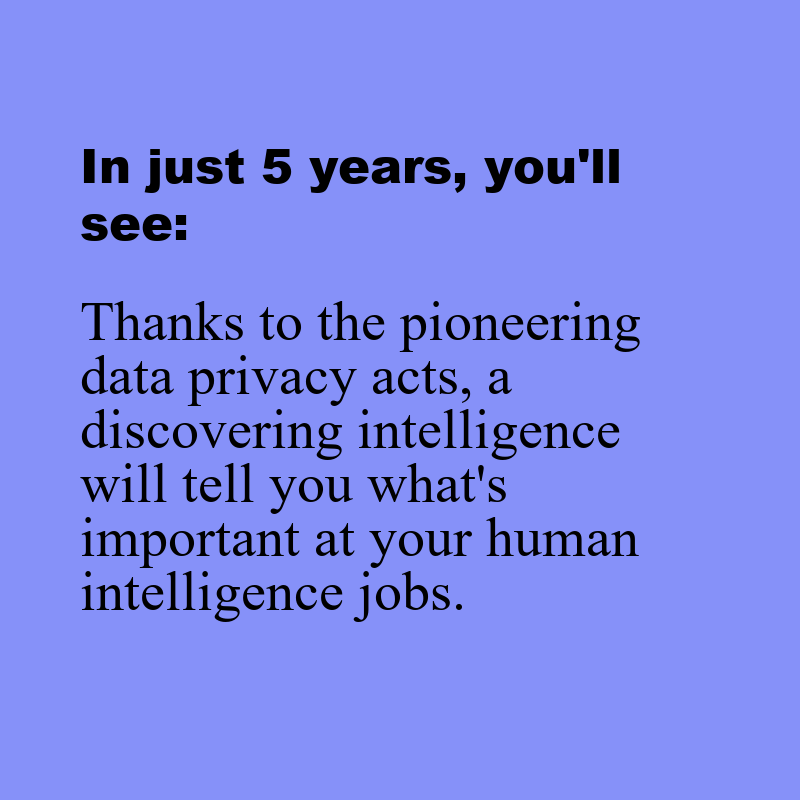 In just 5 years, you'll
see:
Thanks to the pioneering
data privacy acts, a
discovering intelligence
will tell you what's
important at your human
intelligence jobs.